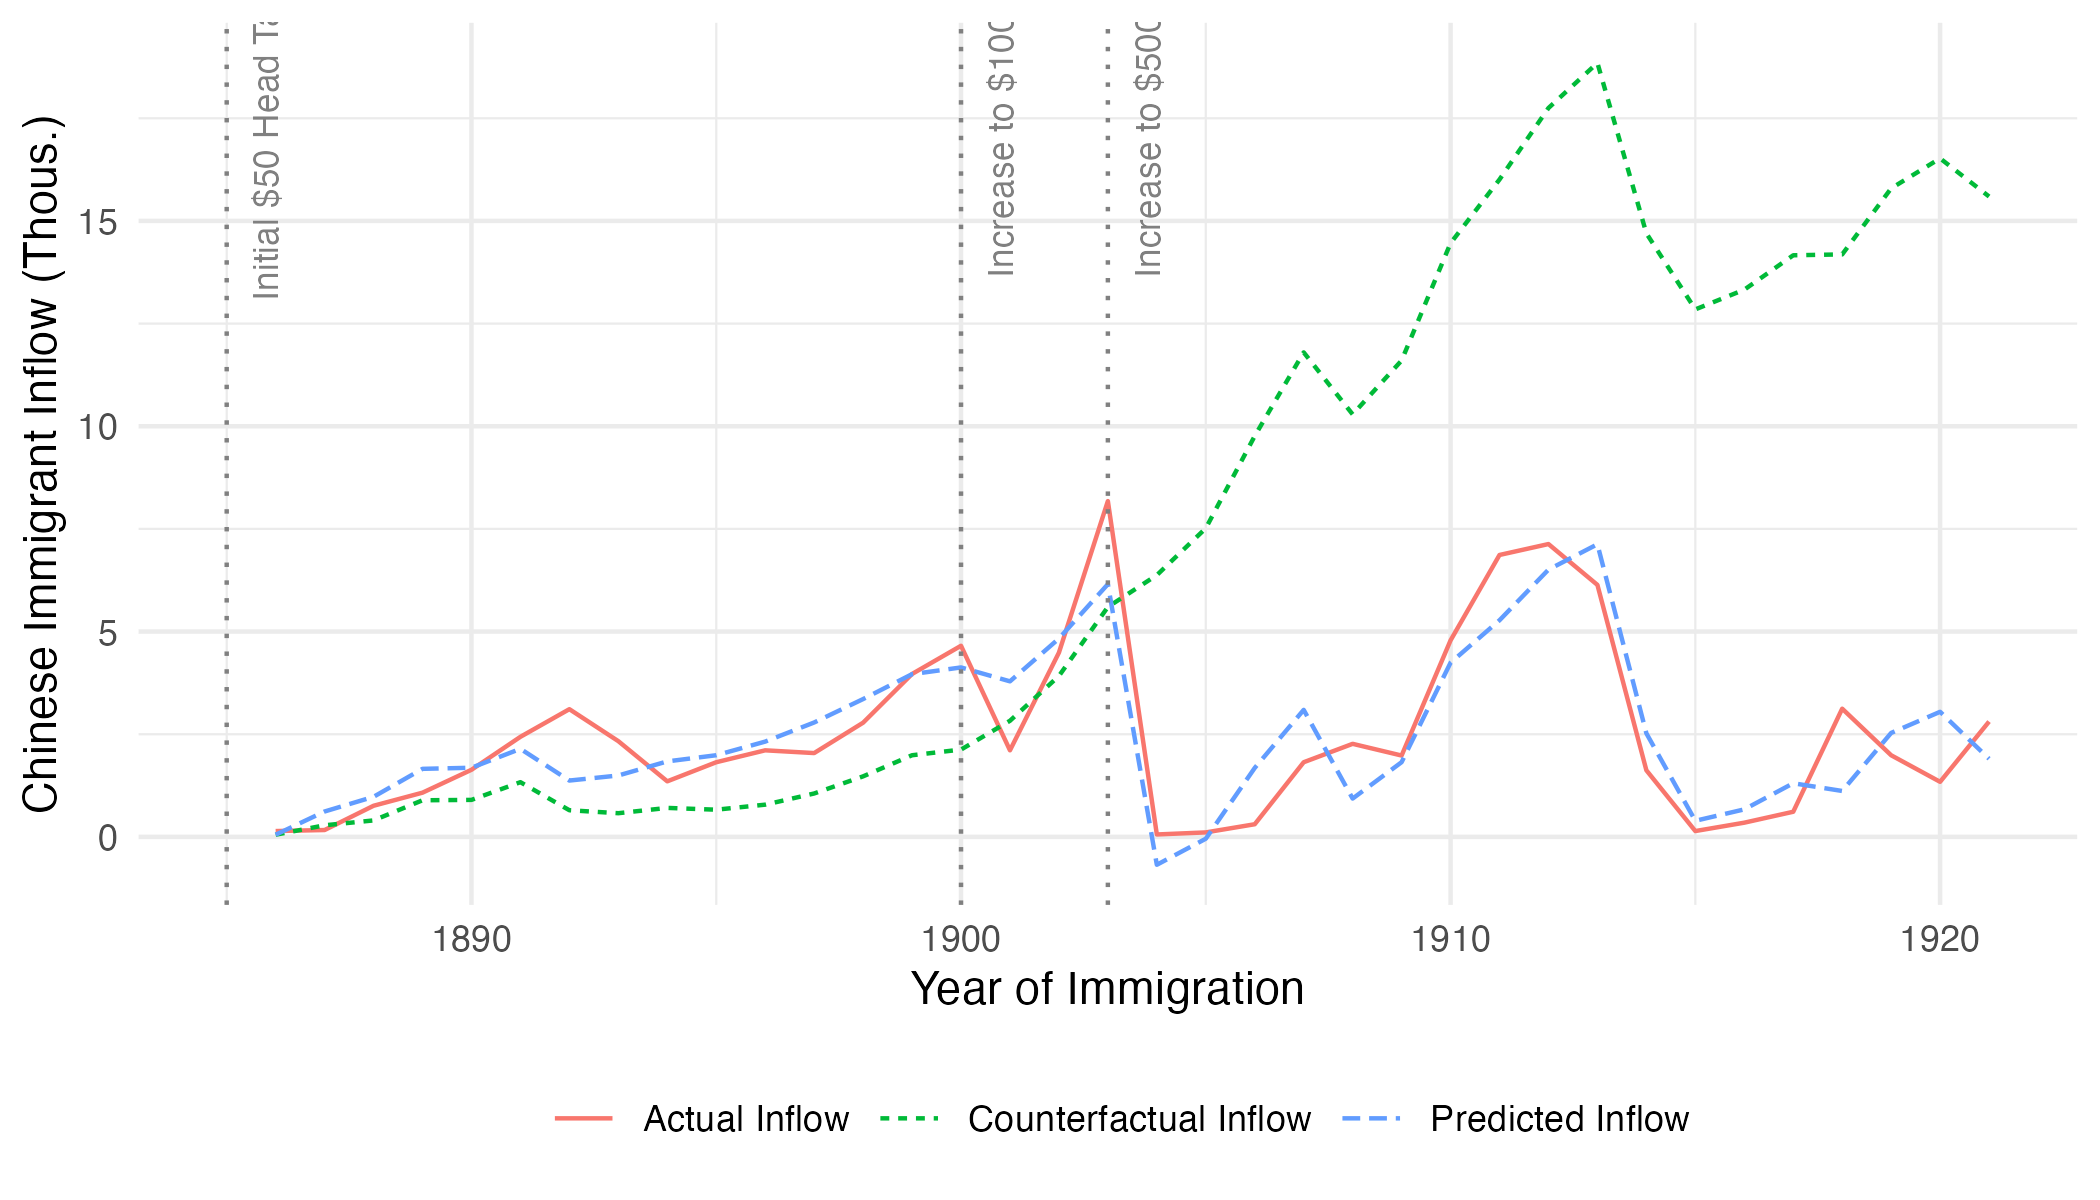 Initial $50 Head
Increase to $100
Increase to $500
Chinese Immigrant Inflow (Thous.)
15
10
5
0
1890
1900
1910
1920
Year of Immigration
Actual Inflow
Counterfactual Inflow
Predicted Inflow